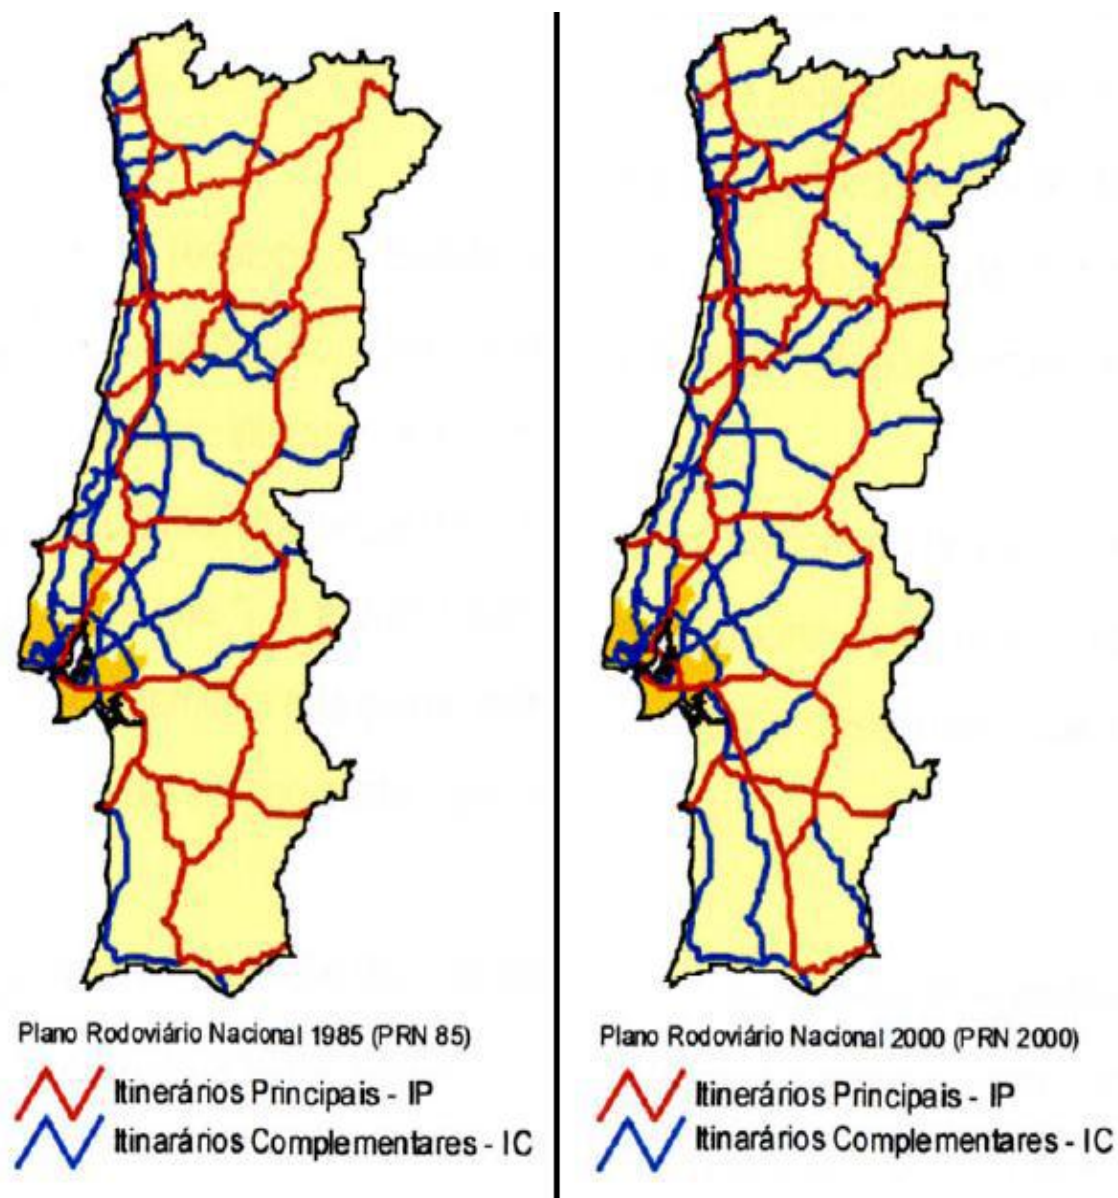 Plano Rodoviário Nacional 1985 (PRN 85)
Itinerários Principais - IP
Itinarários Complementares - IC
Plano Rodoviário Nacional 2000 (PRN 2000)
Itinerários Principais - IP
Itinarários Complementares - IC